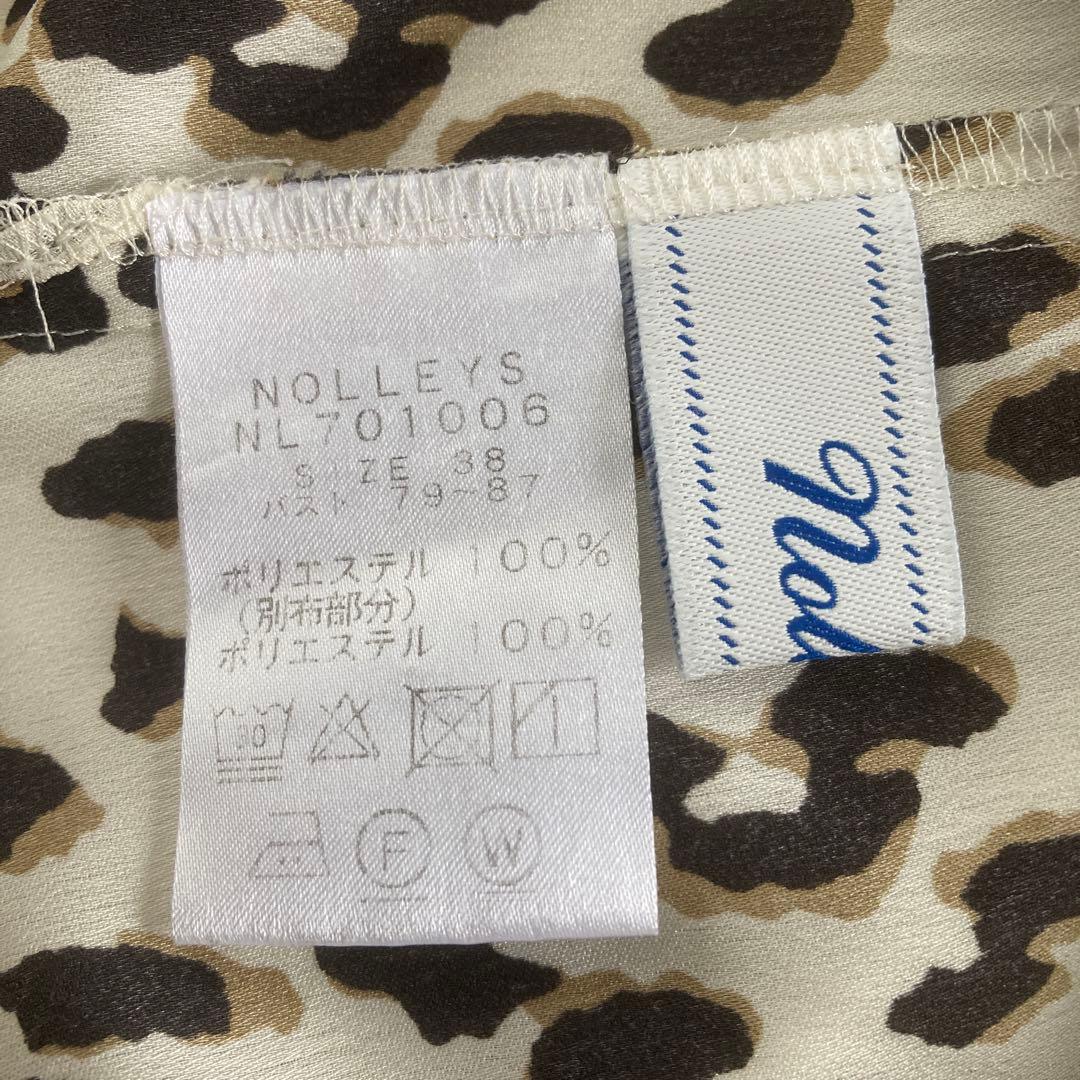 NOLLEYS
NL701006
SIZE 38
バスト 79~87
ポリエステル 100%
(別布部分)
ポリエステル 100%
30
F
W